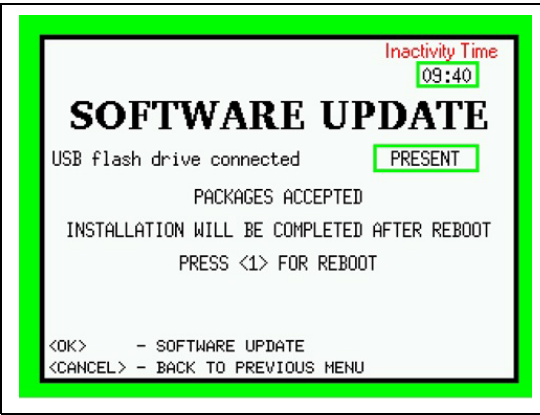 Inactivity Time
09:40
SOFTWARE UPDATE
USB flash drive connected PRESENT
PACKAGES ACCEPTED
INSTALLATION WILL BE COMPLETED AFTER REBOOT
PRESS <1> FOR REBOOT
<OK> - SOFTWARE UPDATE
<CANCEL> - BACK TO PREVIOUS MENU